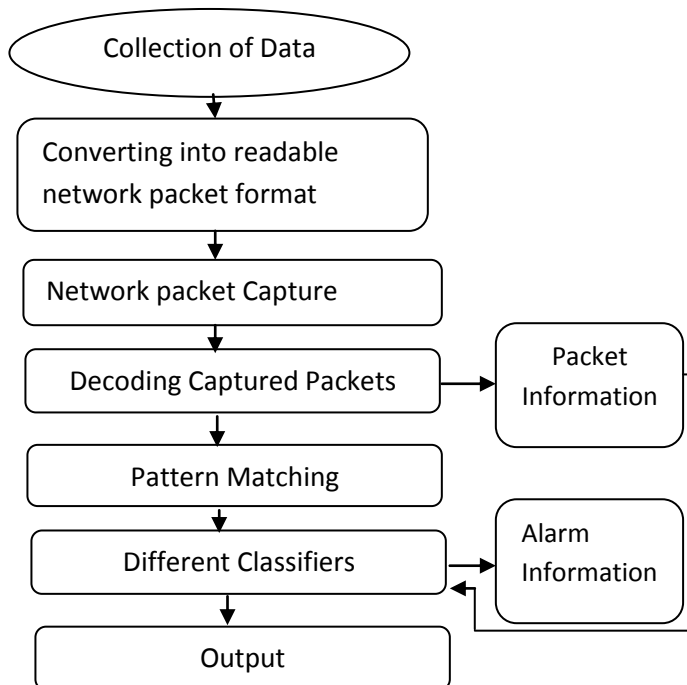 Collection of Data
Converting into readable
network packet format
Network packet Capture
Decoding Captured Packets
Packet
Information
Pattern Matching
Different Classifiers
Alarm
Information
Output